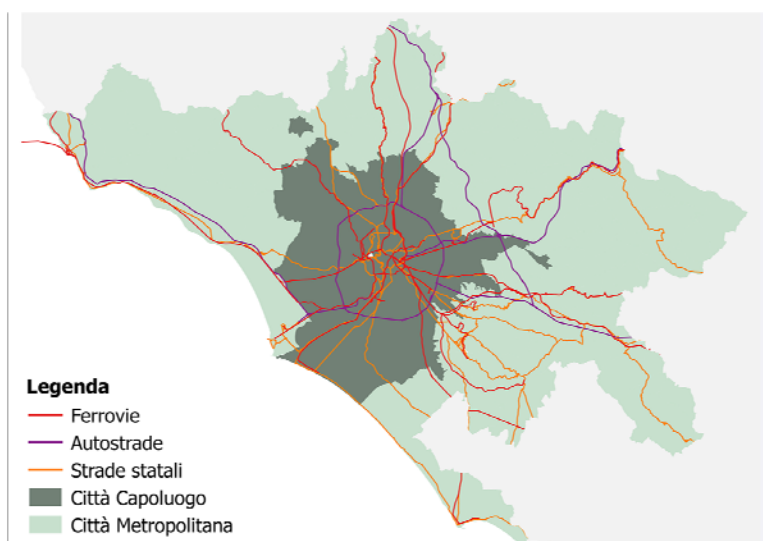 Legenda
Ferrovie
Autostrade
Strade statali
Città Capoluogo
Città Metropolitana